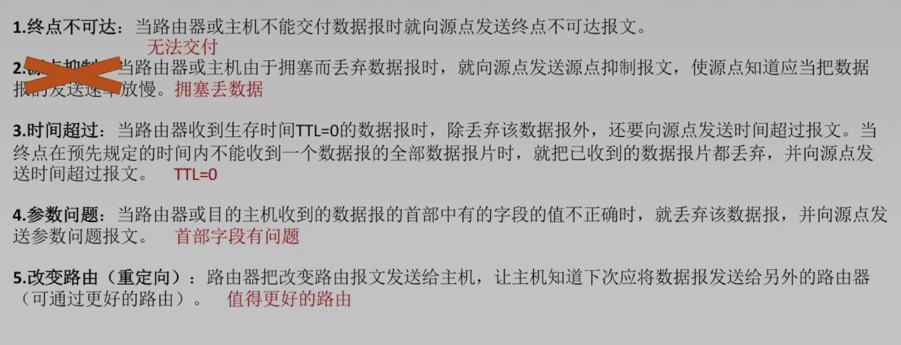 1.终点不可达：当路由器或主机不能交付数据报时就向源点发送终点不可达报文。
无法交付
2.源点抑制：当路由器或主机由于拥塞而丢弃数据报时，就向源点发送源点抑制报文，使源点知道应当把数据
报的发送速率放慢。拥塞丢数据
3.时间超过：当路由器收到生存时间TTL=0的数据报时，除丢弃该数据报外，还要向源点发送时间超过报文。当
终点在预先规定的时间内不能收到一个数据报的全部数据报片时，就把已收到的数据报片都丢弃，并向源点发
送时间超过报文。 TTL=0
4.参数问题：当路由器或目的主机收到的数据报的首部中有的字段的值不正确时，就丢弃该数据报，并向源点发
送参数问题报文。 首部字段有问题
5.改变路由（重定向）：路由器把改变路由报文发送给主机，让主机知道下次应将数据报发送给另外的路由器
（可通过更好的路由）。 值得更好的路由